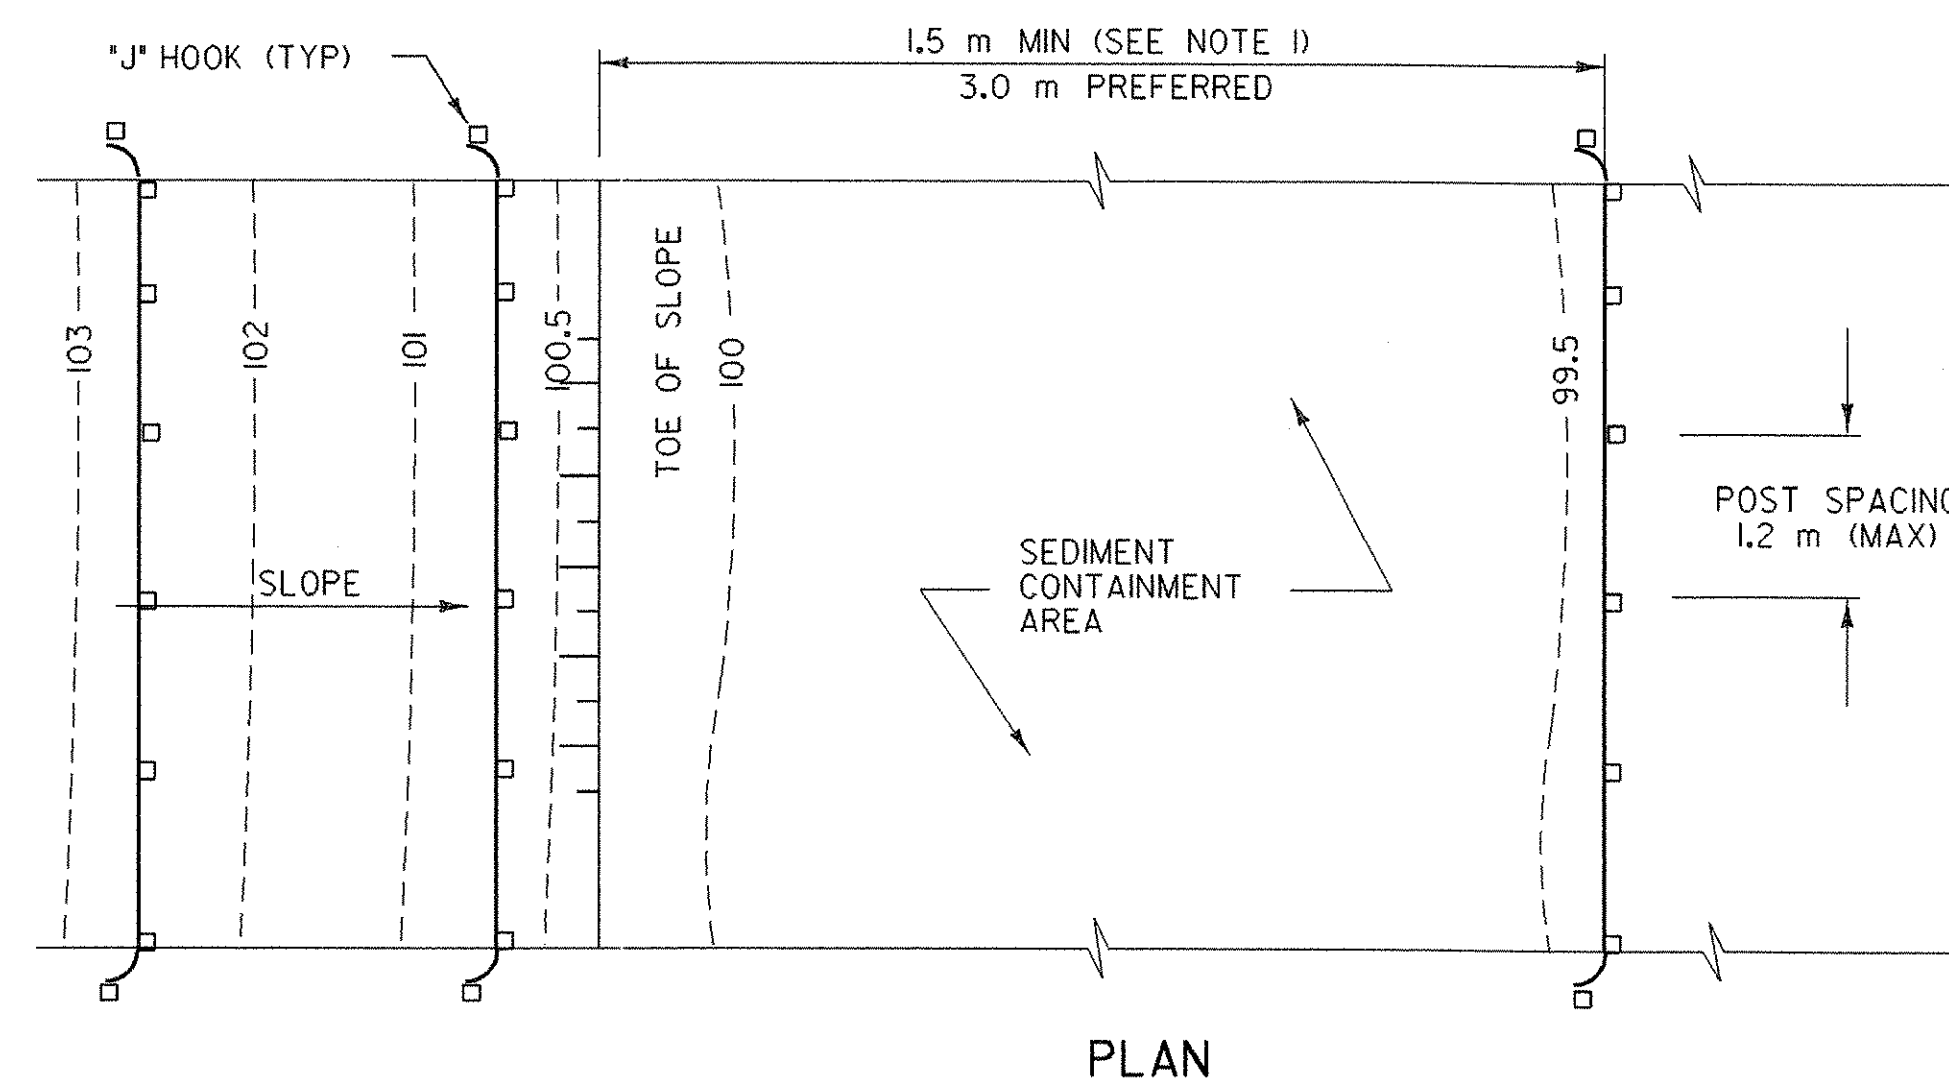 "J" HOOK (TYP)
1.5 m MIN (SEE NOTE 1)
3.0 m PREFERRED
103
102
101
100.5
TOE OF SLOPE
100
99.5
SLOPE
SEDIMENT
CONTAINMENT
AREA
POST SPACING
1.2 m (MAX)
PLAN